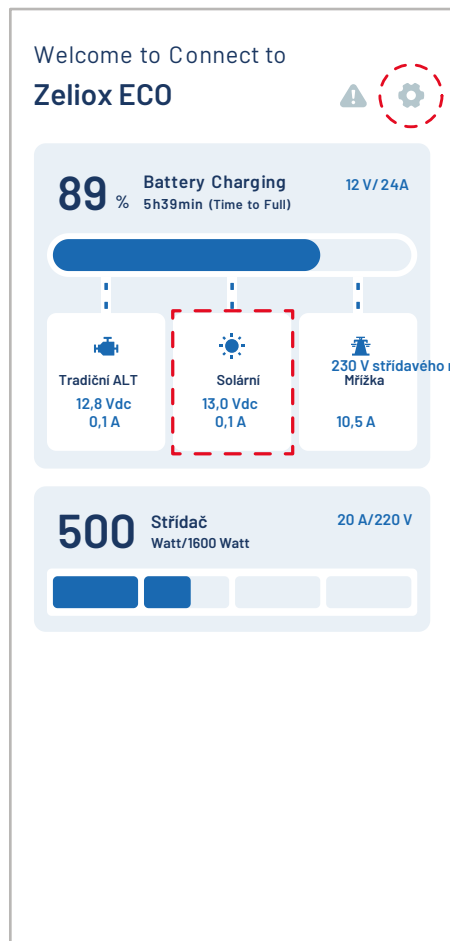 Welcome to Connect to
Zeliox ECO
89 % Battery Charging 12 V/24A
5h39min (Time to Full)
Tradiční ALT
12,8 Vdc
0,1 A
Solární
13,0 Vdc
0,1 A
230 V střídavého
Mřížka
10,5 A
500 Střídač 20 A/220 V
Watt/1600 Watt